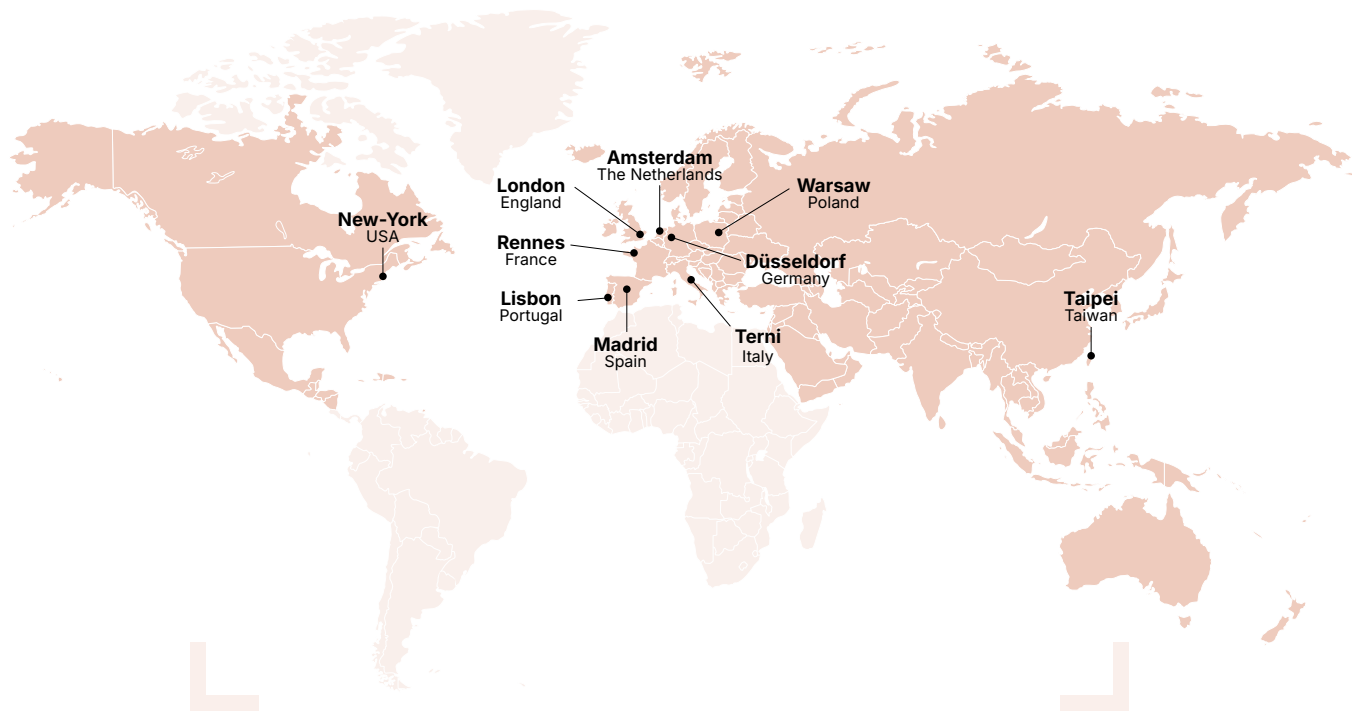 Amsterdam
The Netherlands
London
England
Warsaw
Poland
New-York
USA
Rennes
France
Düsseldorf
Germany
Lisbon
Portugal
Taipei
Taiwan
Madrid
Spain
Terni
Italy